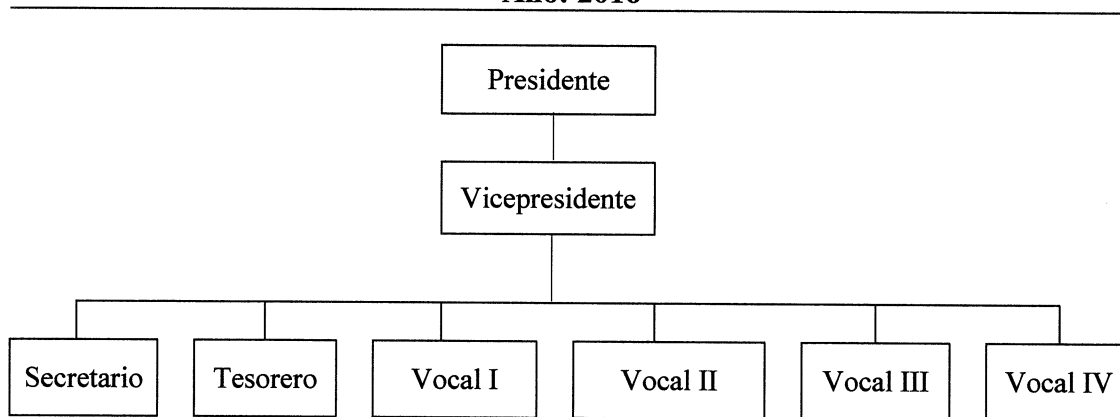 Presidente
Vicepresidente
Secretario Tesorero Vocal I Vocal II Vocal III Vocal IV